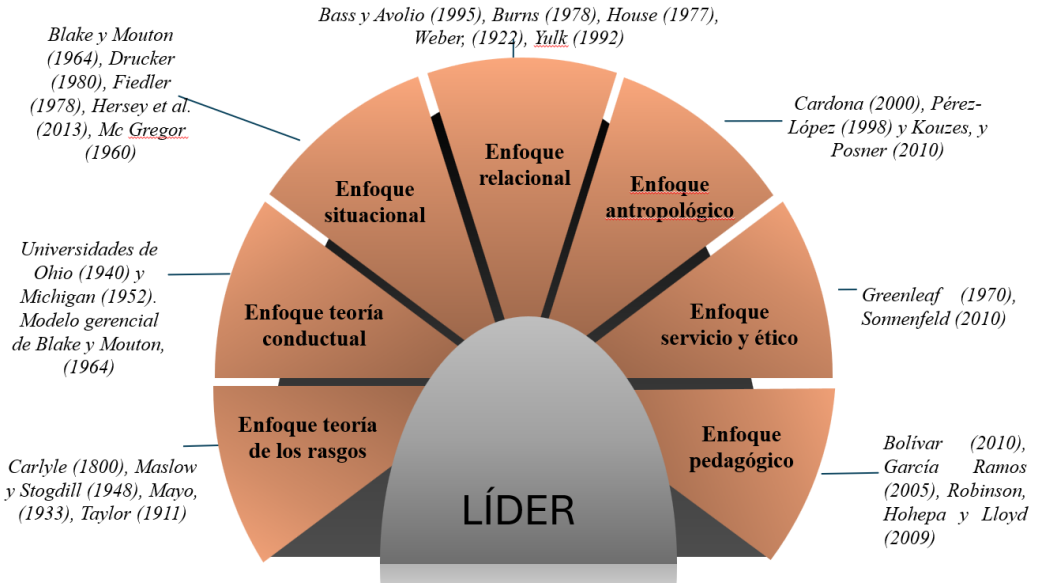 Bass y Avolio (1995), Burns (1978), House (1977),
Weber, (1922), Yulk (1992)
Blake y Mouton
(1964), Drucker
(1980), Fiedler
(1978), Hersey et al.
(2013), Mc Gregor
(1960)
Cardona (2000), Pérez-
López (1998) y Kouzes, y
Posner (2010)
Enfoque
relacional
Enfoque
situacional
Enfoque
antropológico
Universidades de
Ohio (1940) y
Michigan (1952).
Modelo gerencial
de Blake y Mouton,
(1964)
Enfoque teoría
conductual
Enfoque
servicio y ético
Greenleaf (1970),
Sonnenfeld (2010)
Enfoque teoría
de los rasgos
Enfoque
pedagógico
Carlyle (1800), Maslow
y Stogdill (1948), Mayo,
(1933), Taylor (1911)
Bolívar (2010),
García Ramos
(2005), Robinson,
Hohepa y Lloyd
(2009)
LÍDER